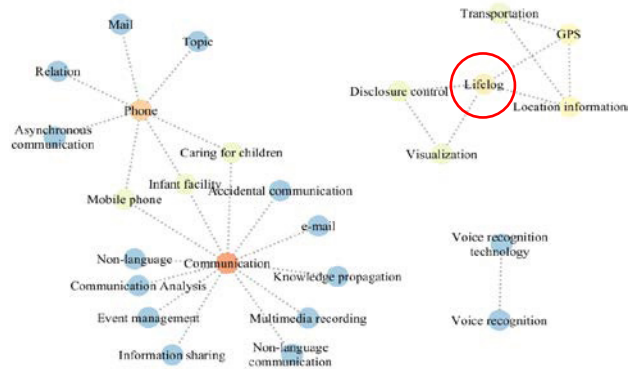 Mail
Topic
Relation
Phone
Asynchronous
communication
Caring for children
Infant facility
Mobile phone
Accidental communication
e-mail
Non-language
Communication
Communication Analysis
Knowledge propagation
Event management
Multimedia recording
Information sharing
Non-language
communication
Transportation
GPS
Lifelog
Disclosure control
Location information
Visualization
Voice recognition
technology
Voice recognition